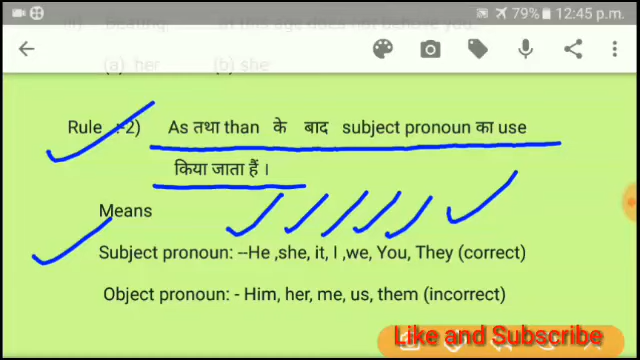 79% 12:45 p.m.
(a) her (b) she
Rule :-2) As तथा than के बाद subject pronoun का use
किया जाता हैं ।
Means
Subject pronoun: --He ,she, it, I ,we, You, They (correct)
Object pronoun: - Him, her, me, us, them (incorrect)
Like and Subscribe